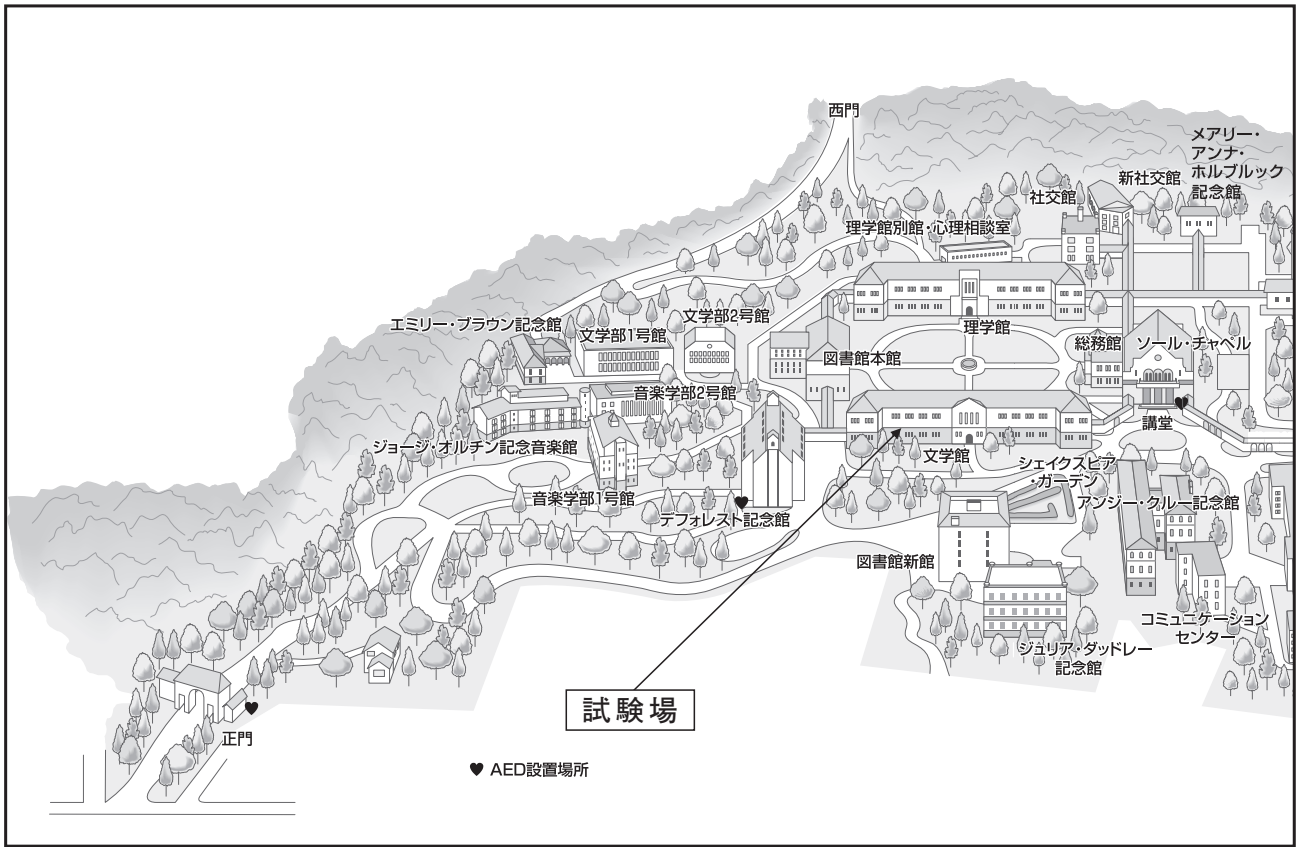 西門
メアリー・
アンナ・
ホルブルック
記念館
新社交館
社交館
理学館別館・心理相談室
エミリー・ブラウン記念館
文学部1号館
文学部2号館
理学館
図書館本館
総務館
ソール・チャペル
音楽学部2号館
講堂
ジョージ・オルチン記念音楽館
文学館
シェイクスピア
・ガーデン
音楽学部1号館
デフォレスト記念館
アンジー・クルー記念館
図書館新館
コミュニケーション
センター
ジュリア・ダッドレー
記念館
試験場
正門
♥ AED設置場所